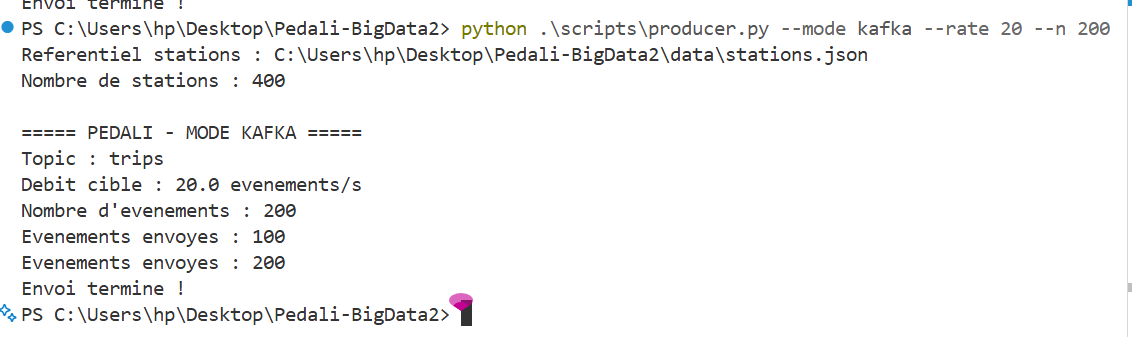 Envoi termine !
PS C:\Users\hp\Desktop\Pedali-BigData2> python .\scripts\producer.py --mode kafka --rate 20 --n 200
Referentiel stations : C:\Users\hp\Desktop\Pedali-BigData2\data\stations.json
Nombre de stations : 400
===== PEDALI - MODE KAFKA =====
Topic : trips
Debit cible : 20.0 evenements/s
Nombre d'evenements : 200
Evenements envoyes : 100
Evenements envoyes : 200
Envoi termine !
PS C:\Users\hp\Desktop\Pedali-BigData2>